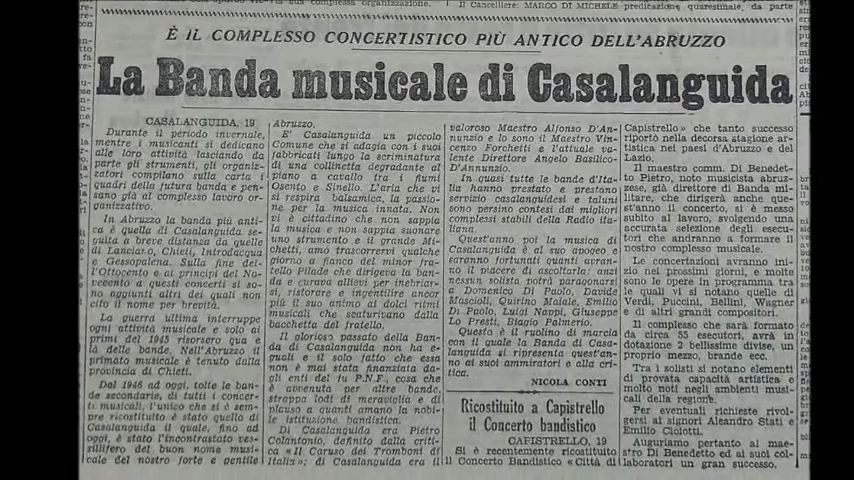 sua complessa organizzazione.
Il Cancelliere: MARCO DI MICHELE
predicazione quaresimale, da parte
È IL COMPLESSO CONCERTISTICO PIÙ ANTICO DELL'ABRUZZO
La Banda musicale di Casalanguida
CASALANGUIDA, 19
Durante il periodo invernale,
mentre i musicanti si dedicano
alle loro attività lasciando da
parte gli strumenti, gli organiz-
zatori compilano sulla carta i
quadri della futura banda e pen-
sano già al complesso lavoro or-
ganizzativo.
In Abruzzo la banda più anti-
ca è quella di Casalanguida se-
guita a breve distanza da quelle
di Lanciano, Chieti, Introdacqua
e Gessopalena. Sulla fine del-
l'Ottocento e ai principi del No-
vecento a questi concerti si so-
no aggiunti altri dei quali non
cito il nome per brevità.
La guerra ultima interruppe
ogni attività musicale e solo ai
primi del 1945 risorsero qua e
là delle bande. Nell'Abruzzo il
primato musicale è tenuto dalla
provincia di Chieti.
Dal 1946 ad oggi, tolte le ban-
de secondarie, di tutti i concer-
ti musicali, l'unico che si è sem-
pre ricostituito è stato quello di
Casalanguida il quale, fino ad
oggi, è stato l'incontrastato ves-
sillifero del buon nome musi-
cale del nostro forte e gentile
Abruzzo.
E' Casalanguida un piccolo
Comune che si adagia con i suoi
fabbricati lungo la scriminatura
di una collinetta degradante al
piano a cavallo tra i fiumi
Osento e Sinello. L'aria che vi
si respira balsamica, la passio-
ne per la musica innata. Non
vi è cittadino che non sappia
la musica e non sappia suonare
uno strumento e il grande Mi-
chetti, amo trascorrervi qualche
giorno a fianco del minor fra-
tello Pilade che dirigeva la ban-
da e curava allievi per inebriar-
si, ristorare e ingentilire ancor
più il suo animo ai dolci ritmi
musicali che scaturivano dalla
bacchetta del fratello.
Il glorioso passato della Ban-
da di Casalanguida non ha e-
guali e il solo fatto che essa
non è mai stata finanziata da-
gli enti del fu P.N.F., cosa che
è avvenuta per altre bande,
strappa lodi di meraviglia e di
plauso a quanti amano la nobi-
le istituzione bandistica.
Di Casalanguida era Pietro
Colantonio, definito dalla criti-
ca «Il Caruso dei Tromboni di
Italia»; di Casalanguida era il
valoroso Maestro Alfonso D'An-
nunzio e lo sono il Maestro Vin-
cenzo Forchetti e l'attuale va-
lente Direttore Angelo Basilico-
D'Annunzio.
In quasi tutte le bande d'Ita-
lia hanno prestato e prestano
servizio casalanguidesi e taluni
sono persino contesi dai migliori
complessi stabili della Radio ita-
liana.
Quest'anno poi la musica di
Casalanguida è al suo apogeo e
saranno fortunati quanti avran-
no il piacere di ascoltarla: anzi
nessun solista potrà paragonarsi
a Domenico Di Paolo, Davide
Mascioli, Quirino Maiale, Emilio
Di Paolo, Luigi Nappi, Giuseppe
Lo Presti, Biagio Palmerio.
Questo è il ruolino di marcia
con il quale la Banda di Casa-
languida si ripresenta quest'an-
no ai suoi ammiratori e alla cri-
tica.
NICOLA CONTI
Ricostituito a Capistrello
il Concerto bandistico
CAPISTRELLO, 19
Si è recentemente ricostituito
il Concerto Bandistico «Città di
Capistrello» che tanto successo
riportò nella decorsa stagione ar-
tistica nei paesi d'Abruzzo e del
Lazio.
Il maestro comm. Di Benedet-
to Pietro, noto musicista abruz-
zese, già direttore di Banda mi-
litare, che dirigerà anche que-
st'anno il concerto, si è messo
subito al lavoro, svolgendo una
accurata selezione degli esecu-
tori che andranno a formare il
nostro complesso musicale.
Le concertazioni avranno ini-
zio nei prossimi giorni, e molte
sono le opere in programma tra
le quali vi si notano quelle di
Verdi, Puccini, Bellini, Wagner
e di altri grandi compositori.
Il complesso che sarà formato
da circa 55 esecutori, avrà in
dotazione 2 bellissime divise, un
proprio mezzo, brande ecc.
Tra i solisti si notano elementi
di provata capacità artistica e
molto noti negli ambienti musi-
cali della regione.
Per eventuali richieste rivol-
gersi ai signori Aleandro Stati e
Emilio Ciciotti.
Auguriamo pertanto al mae-
stro Di Benedetto ed ai suoi col-
laboratori un gran successo.